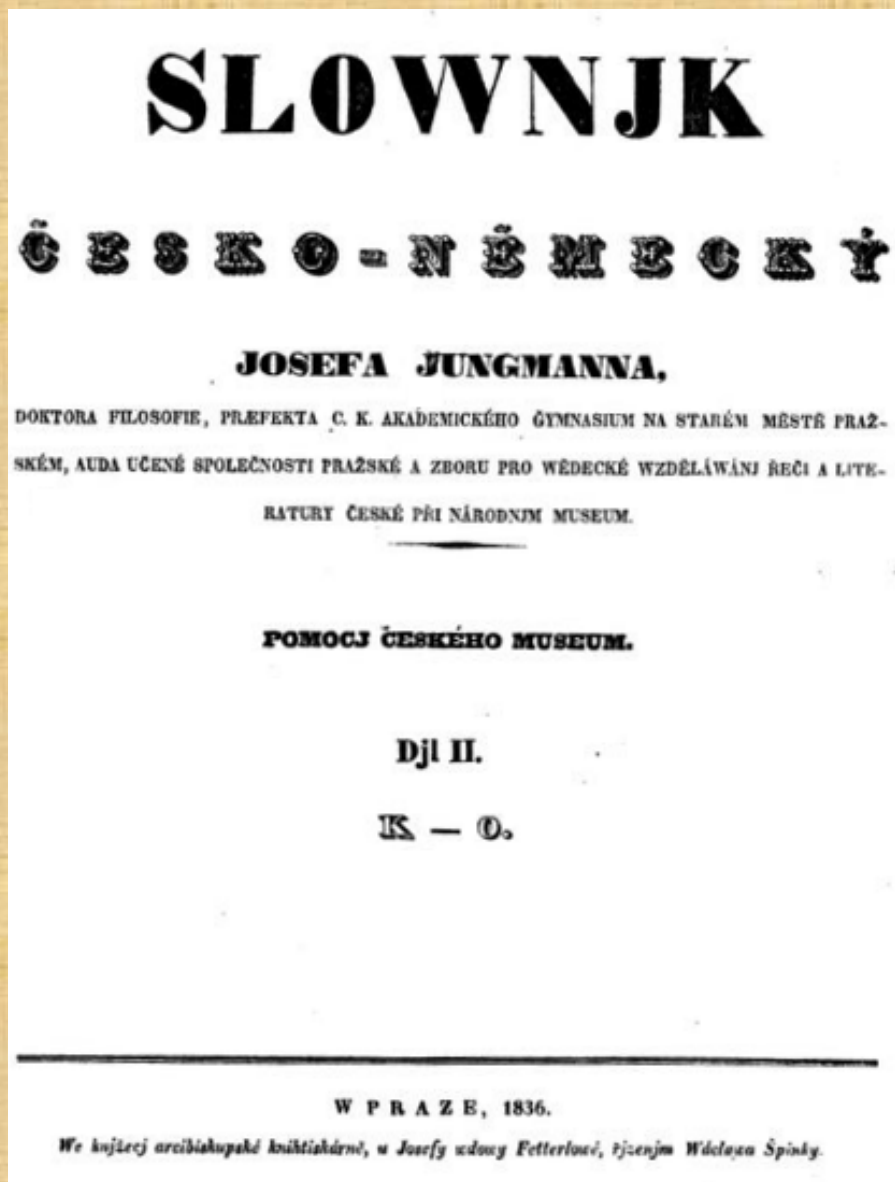 SLOWNJK
ČESKO-NĚMECKÝ
JOSEFA JUNGMANNA,
DOKTORA FILOSOFIE, PRÆFEKTA C. K. AKADEMICKÉHO GYMNASIUM NA STARÉM MĚSTĚ PRAŽ-
SKÉM, AUDA UČENÉ SPOLEČNOSTI PRAŽSKÉ A ZBORU PRO WĚDECKÉ WZDĚLÁWÁNJ ŘEČI A LITE-
RATURY ČESKÉ PŘI NÁRODNJM MUSEUM.
POMOCJ ČESKÉHO MUSEUM.
Djl II.
K — O.
W PRAZE, 1836.
We knjžecj arcibiskupské knihtiskárně, u Josefy wdowy Fetterlowé, řjzenjm Wáclawa Špinky.